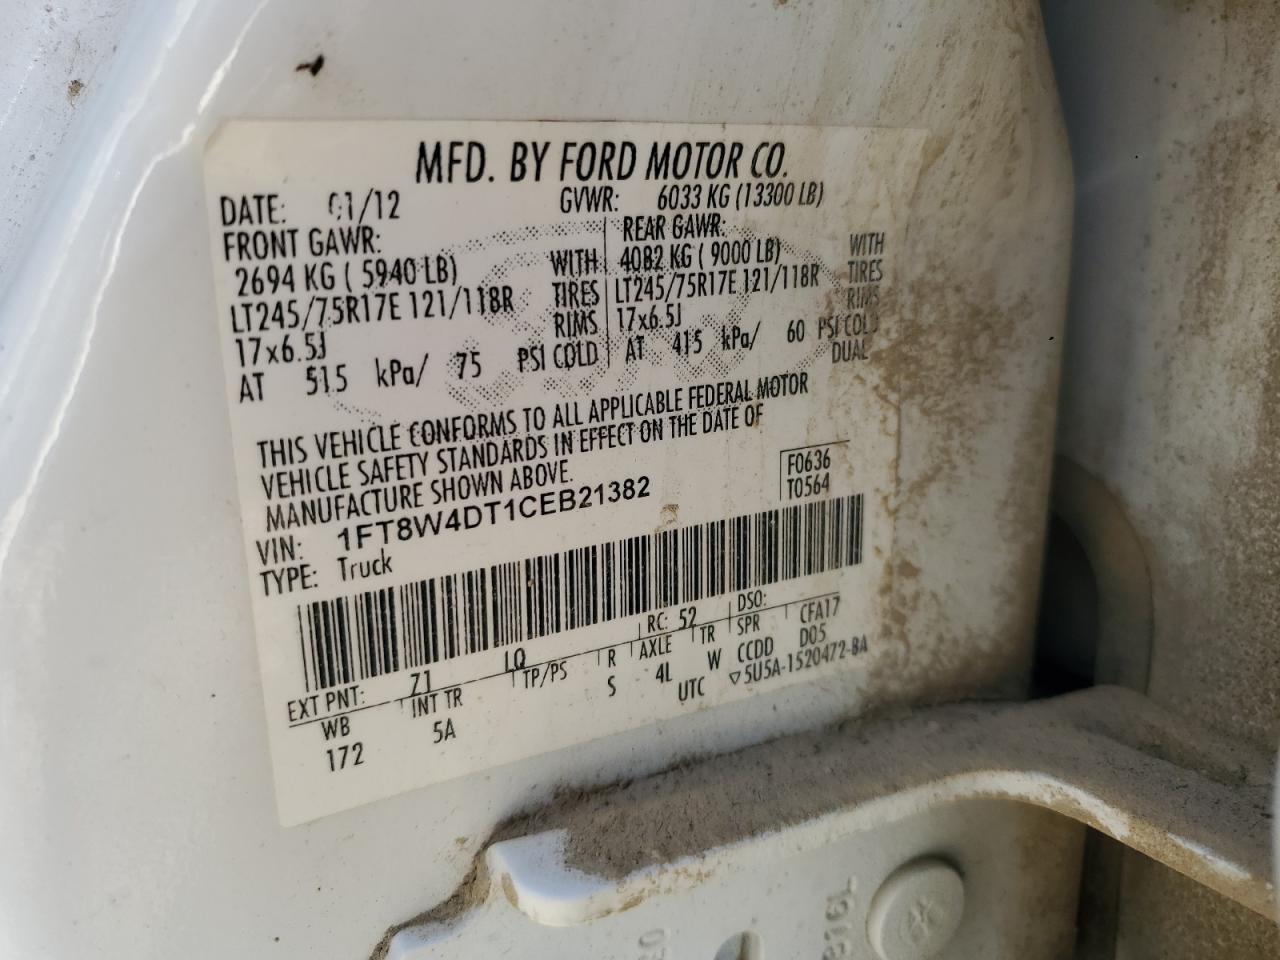 MFD. BY FORD MOTOR CO.
DATE: 01/12 GVWR: 6033 KG (13300 LB)
FRONT GAWR: REAR GAWR:
2694 KG ( 5940 LB) WITH 4082 KG ( 9000 LB) WITH
LT245/75R17E 121/118R TIRES LT245/75R17E 121/118R TIRES
17x6.5J RIMS 17x6.5J RIMS
AT 515 kPa/ 75 PSI COLD AT 415 kPa/ 60 PSI COLD
DUAL
THIS VEHICLE CONFORMS TO ALL APPLICABLE FEDERAL MOTOR
VEHICLE SAFETY STANDARDS IN EFFECT ON THE DATE OF
MANUFACTURE SHOWN ABOVE.
F0636
T0564
VIN: 1FT8W4DT1CEB21382
TYPE: Truck
EXT PNT: Z1 LQ RC: 52 DSO:
WB INT TR TP/PS R AXLE TR SPR CFA17
172 5A S 4L W CCDD D05
UTC ▽5U5A-1520472-BA